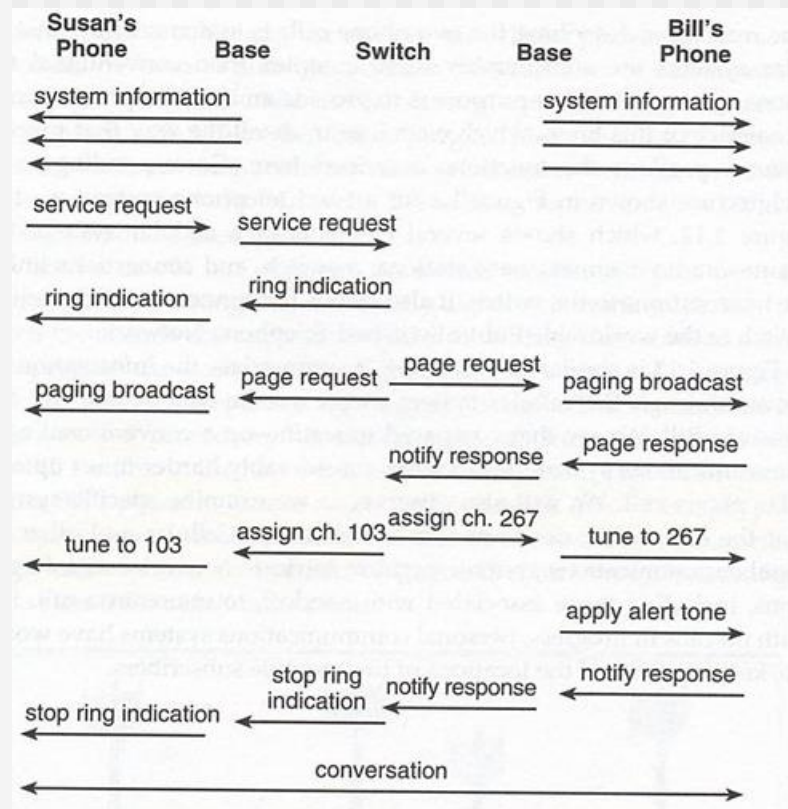 Susan's
Phone
Base
Switch
Base
Bill's
Phone
system information
system information
service request
service request
ring indication
ring indication
page request
paging broadcast
page request
paging broadcast
page response
notify response
assign ch. 103
assign ch. 267
tune to 103
tune to 267
apply alert tone
stop ring
indication
notify response
notify response
stop ring indication
conversation